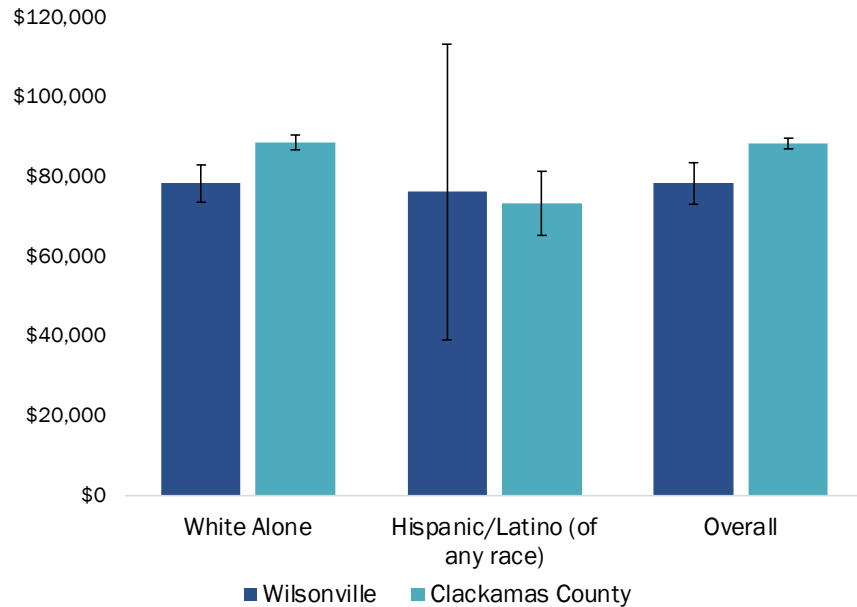 $120,000
$100,000
$80,000
$60,000
$40,000
$20,000
$0
White Alone
Hispanic/Latino (of
any race)
Overall
Wilsonville
Clackamas County